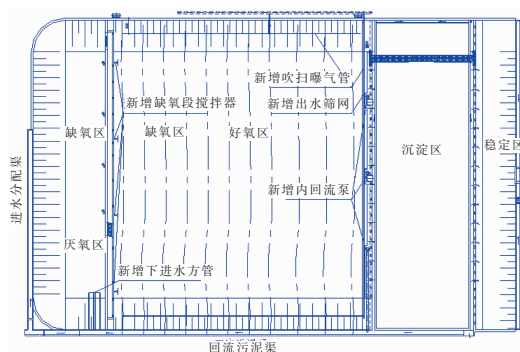 新增吹扫曝气管
新增缺氧段搅拌器
新增出水筛网
缺氧区
缺氧区
好氧区
沉淀区
稳定区
进水分配渠
新增内回流泵
厌氧区
新增下进水方管
回流污泥渠